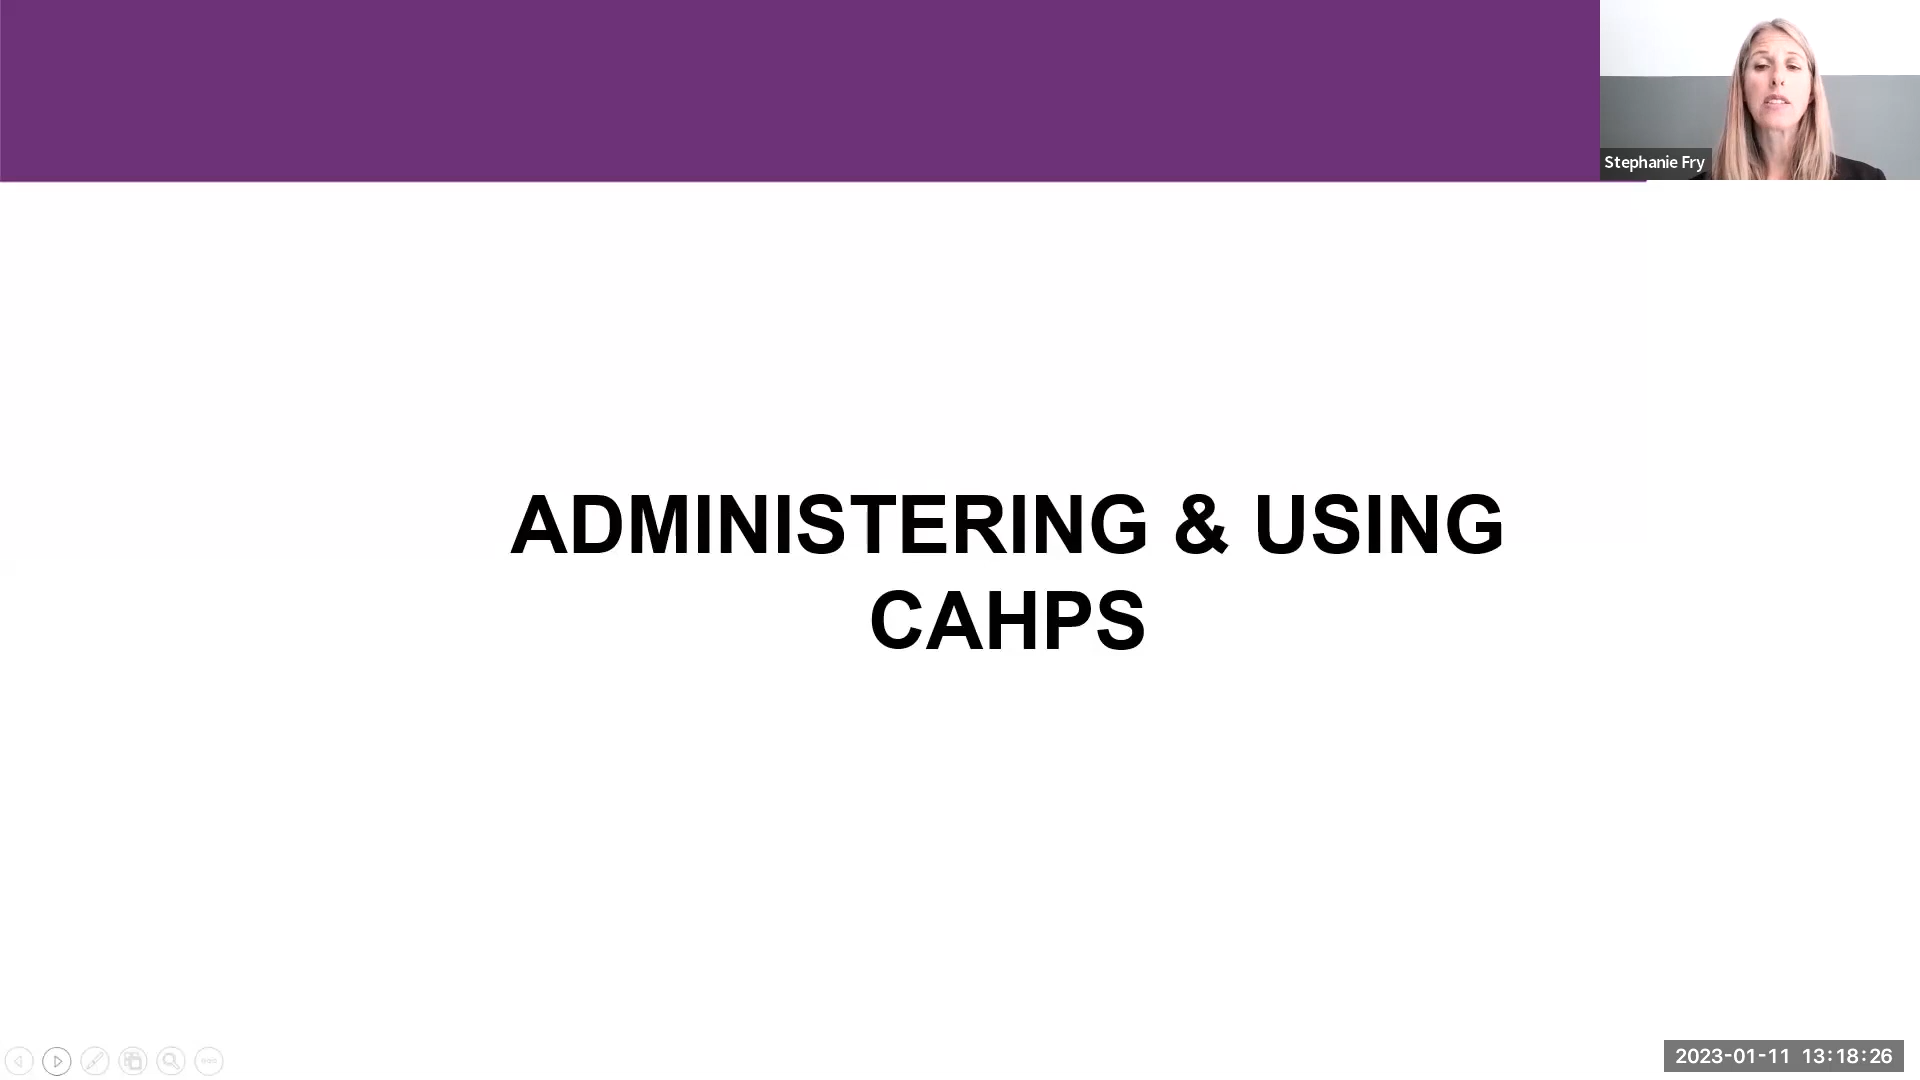 Stephanie Fry
ADMINISTERING & USING
CAHPS
2023-01-11 13:18:26